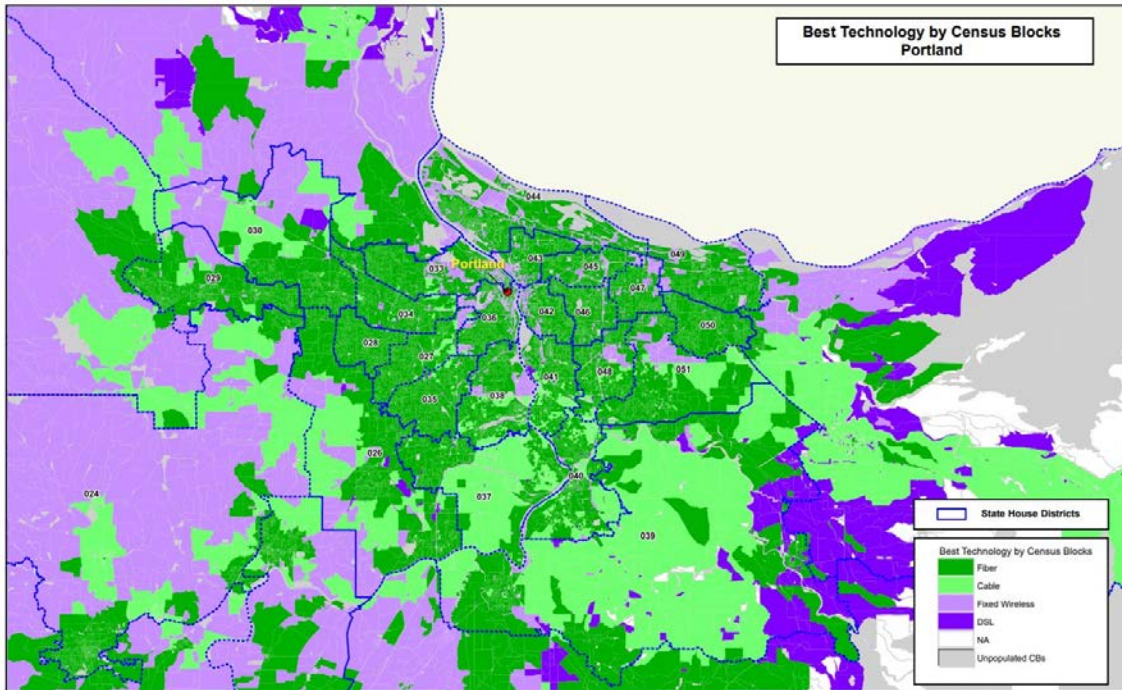 Best Technology by Census Blocks
Portland
044
030
043
049
033
Portland
045
029
047
034
036
042
046
050
028
027
051
048
041
035
038
026
040
024
037
039
State House Districts
Best Technology by Census Blocks
Fiber
Cable
Fixed Wireless
DSL
NA
Unpopulated CBs